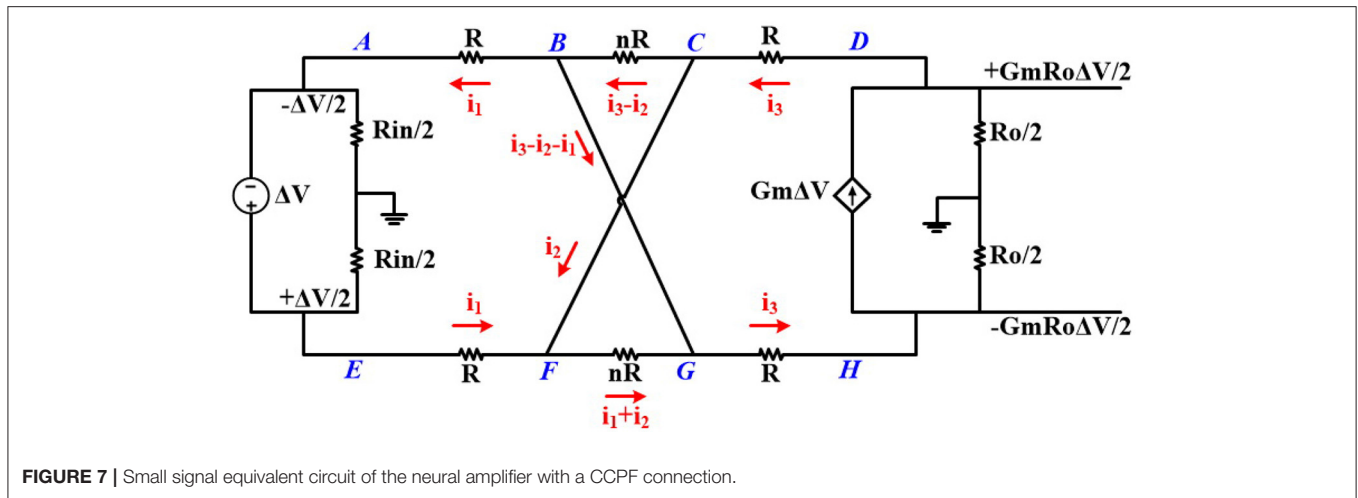 A R B nR C R D
i1 i3-i2 i3
+GmRoΔV/2
-ΔV/2 Rin/2 Ro/2
i3-i2-i1
- + ΔV GmΔV
i2
Rin/2 Ro/2
+ΔV/2 i1 i3 -GmRoΔV/2
E R F nR G R H
i1+i2
FIGURE 7 | Small signal equivalent circuit of the neural amplifier with a CCPF connection.